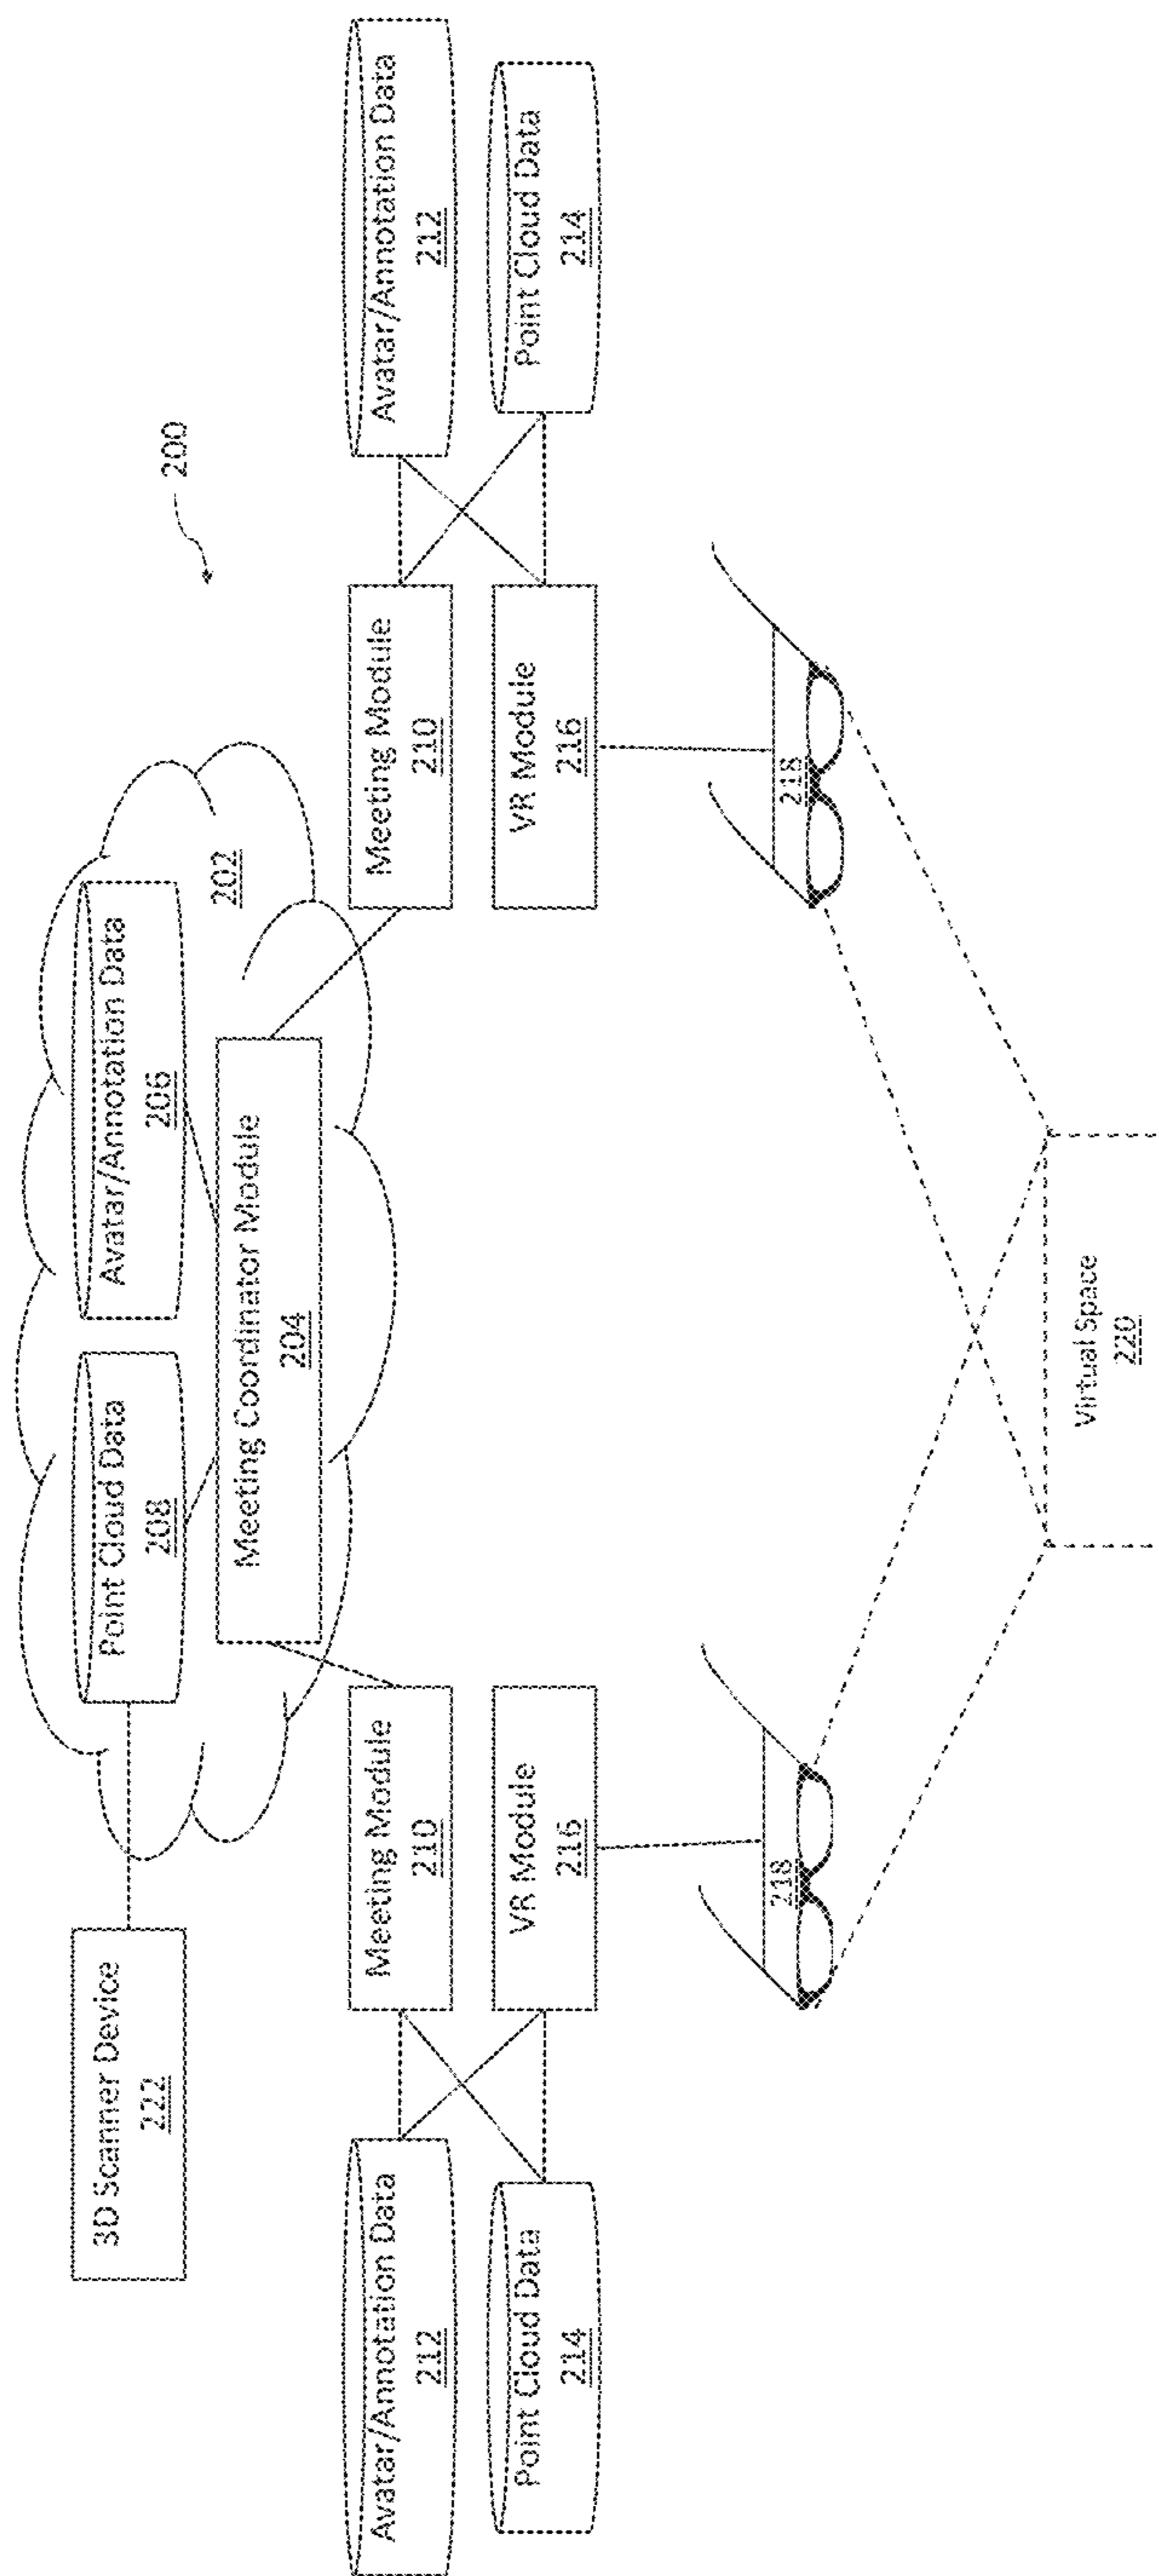 200
3D Scanner Device
222
Point Cloud Data
208
Avatar/Annotation Data
206
202
Meeting Coordinator Module
204
Avatar/Annotation Data
212
Meeting Module
210
Meeting Module
210
Avatar/Annotation Data
212
Point Cloud Data
214
VR Module
216
VR Module
216
Point Cloud Data
214
218
218
Virtual Space
220